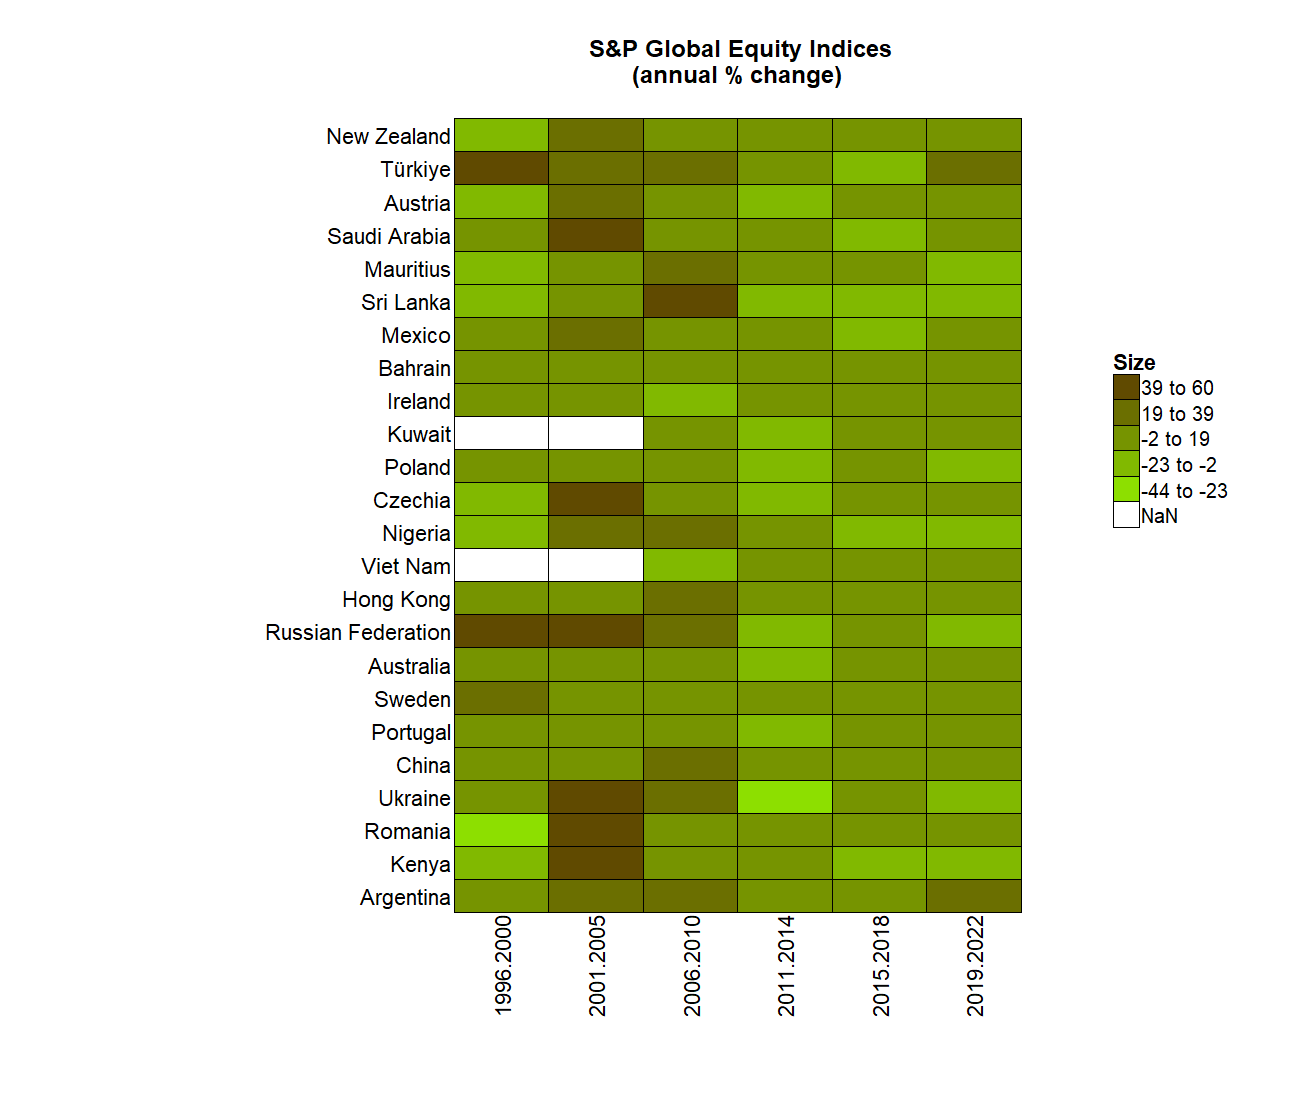 S&P Global Equity Indices
(annual % change)
New Zealand
Türkiye
Austria
Saudi Arabia
Mauritius
Sri Lanka
Mexico
Bahrain
Ireland
Kuwait
Poland
Czechia
Nigeria
Viet Nam
Hong Kong
Russian Federation
Australia
Sweden
Portugal
China
Ukraine
Romania
Kenya
Argentina
1996.2000
2001.2005
2006.2010
2011.2014
2015.2018
2019.2022
Size
39 to 60
19 to 39
-2 to 19
-23 to -2
-44 to -23
NaN